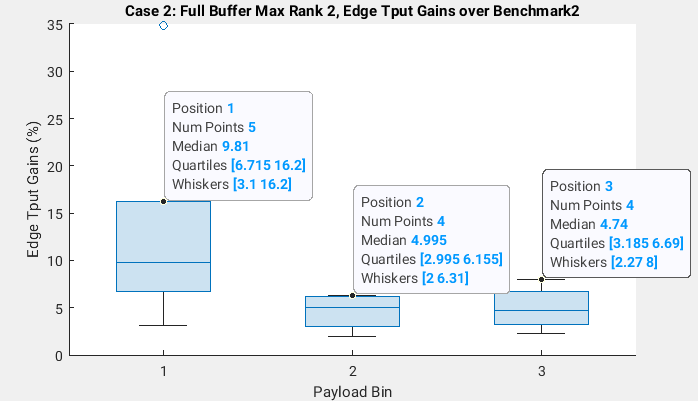 Case 2: Full Buffer Max Rank 2, Edge Tput Gains over Benchmark2
Edge Tput Gains (%)
35
30
25
20
15
10
5
0
Position 1
Num Points 5
Median 9.81
Quartiles [6.715 16.2]
Whiskers [3.1 16.2]
Position 2
Num Points 4
Median 4.995
Quartiles [2.995 6.155]
Whiskers [2 6.31]
Position 3
Num Points 4
Median 4.74
Quartiles [3.185 6.69]
Whiskers [2.27 8]
1
2
3
Payload Bin